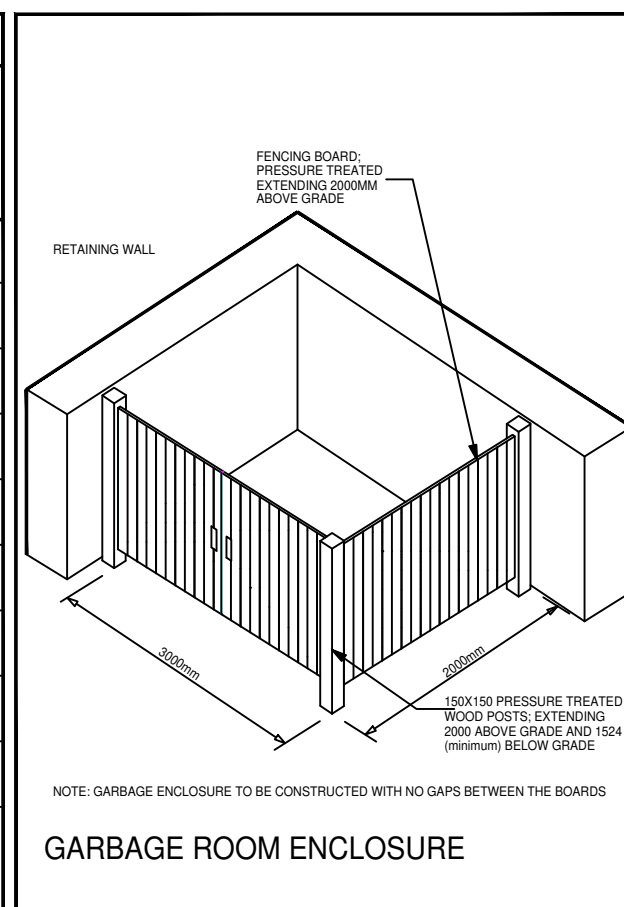 FENCING BOARD;
PRESSURE TREATED
EXTENDING 2000MM
ABOVE GRADE
RETAINING WALL
3000mm
2000mm
150X150 PRESSURE TREATED
WOOD POSTS; EXTENDING
2000 ABOVE GRADE AND 1524
(minimum) BELOW GRADE
NOTE: GARBAGE ENCLOSURE TO BE CONSTRUCTED WITH NO GAPS BETWEEN THE BOARDS
GARBAGE ROOM ENCLOSURE